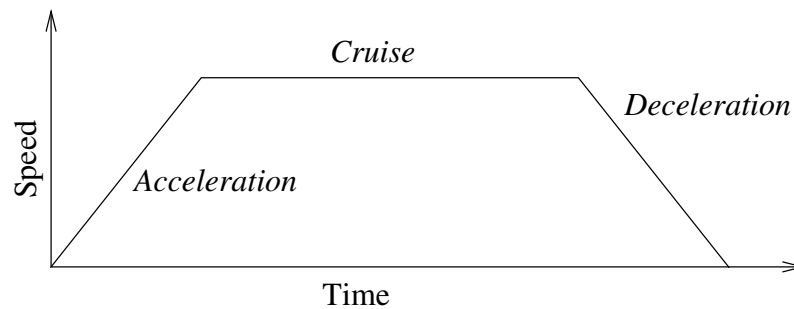 Cruise
Deceleration
Speed
Acceleration
Time